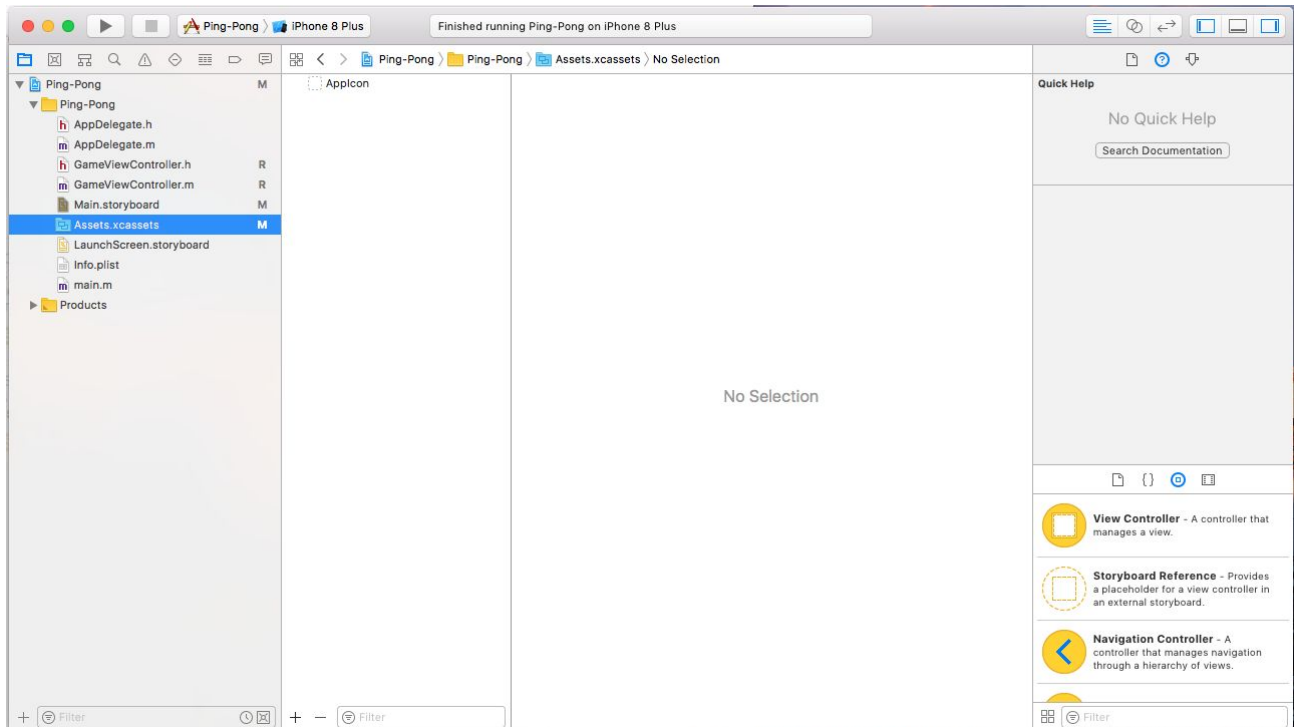 Ping-Pong iPhone 8 Plus Finished running Ping-Pong on iPhone 8 Plus
Ping-Pong Ping-Pong Assets.xcassets No Selection
Ping-Pong M
Ping-Pong
AppDelegate.h
AppDelegate.m
GameViewController.h R
GameViewController.m R
Main.storyboard M
Assets.xcassets M
LaunchScreen.storyboard
Info.plist
main.m
Products
Filter
AppIcon
Filter
No Selection
Quick Help
No Quick Help
Search Documentation
View Controller - A controller that
manages a view.
Storyboard Reference - Provides
a placeholder for a view controller in
an external storyboard.
Navigation Controller - A
controller that manages navigation
through a hierarchy of views.
Filter